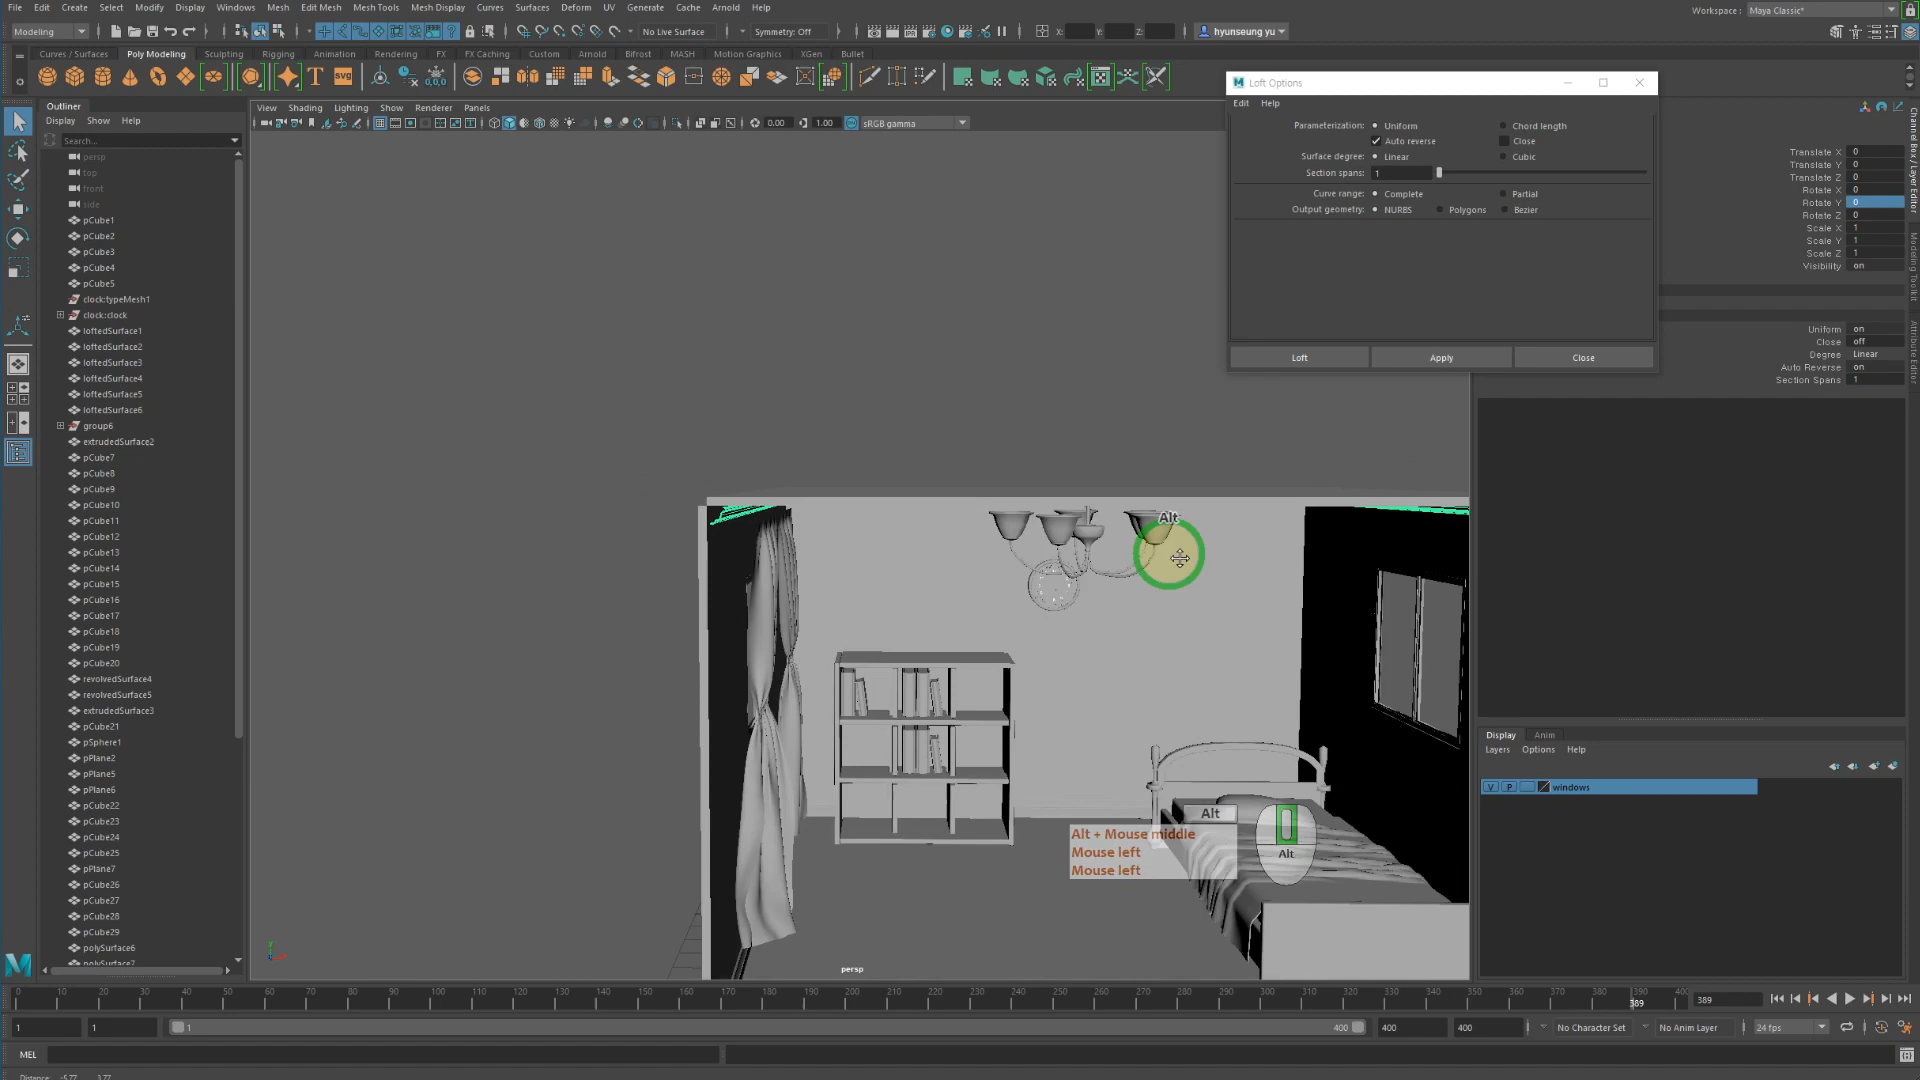 File Edit Create Select Modify Display Windows Mesh Edit Mesh Mesh Tools Mesh Display Curves Surfaces Deform UV Generate Cache Arnold Help
Workspace : Maya Classic*
Modeling No Live Surface Symmetry: Off X: Y: Z: hyunseung yu
Curves / Surfaces Poly Modeling Sculpting Rigging Animation Rendering FX FX Caching Custom Arnold Bifrost MASH Motion Graphics XGen Bullet
Outliner
Display Show Help
Search...
persp
top
front
side
pCube1
pCube2
pCube3
pCube4
pCube5
clock:typeMesh1
clock:clock
loftedSurface1
loftedSurface2
loftedSurface3
loftedSurface4
loftedSurface5
loftedSurface6
group6
extrudedSurface2
pCube7
pCube8
pCube9
pCube10
pCube11
pCube12
pCube13
pCube14
pCube15
pCube16
pCube17
pCube18
pCube19
pCube20
revolvedSurface4
revolvedSurface5
extrudedSurface3
pCube21
pSphere1
pPlane2
pPlane5
pPlane6
pCube22
pCube23
pCube24
pCube25
pPlane7
pCube26
pCube27
pCube28
pCube29
polySurface6
polySurface7
View Shading Lighting Show Renderer Panels
0.00 1.00 sRGB gamma
Loft Options
Edit Help
Parameterization: Uniform Chord length
Auto reverse Close
Surface degree: Linear Cubic
Section spans: 1
Curve range: Complete Partial
Output geometry: NURBS Polygons Bezier
Loft Apply Close
Translate X 0
Translate Y 0
Translate Z 0
Rotate X 0
Rotate Y 0
Rotate Z 0
Scale X 1
Scale Y 1
Scale Z 1
Visibility on
Uniform on
Close off
Degree Linear
Auto Reverse on
Section Spans 1
Channel Box / Layer Editor
Modeling Toolkit
Attribute Editor
Alt
Alt
Alt + Mouse middle
Mouse left
Mouse left
Alt
persp
Display Anim
Layers Options Help
V P windows
0 10 20 30 40 50 60 70 80 90 100 110 120 130 140 150 160 170 180 190 200 210 220 230 240 250 260 270 280 290 300 310 320 330 340 350 360 370 380 390 400
389
389
1 1 1 400 400 400 No Character Set No Anim Layer 24 fps
MEL
Distance: -5.77 3.77